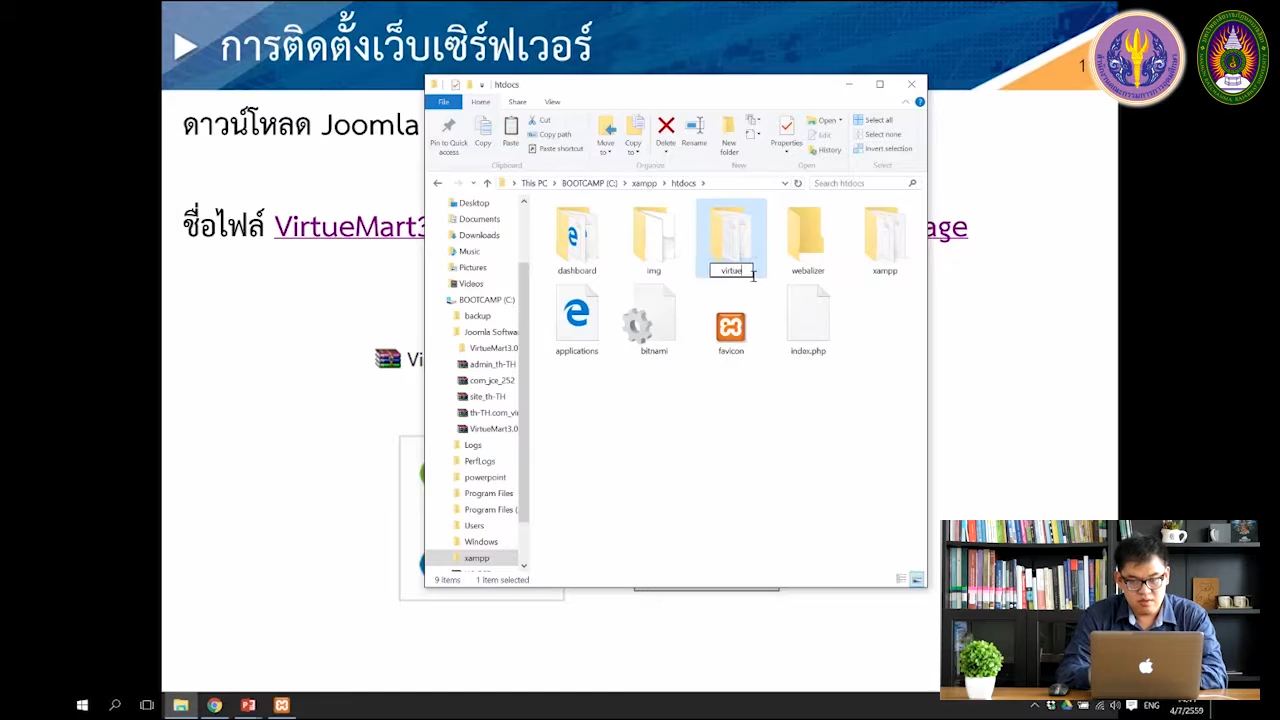 การติดตั้งเว็บเซิร์ฟเวอร์
1
ดาวน์โหลด Joomla
ชื่อไฟล์ VirtueMart3
age
Vi
htdocs
File Home Share View
Pin to Quick access
Copy
Paste
Cut
Copy path
Paste shortcut
Clipboard
Move to
Copy to
Delete
Rename
Organize
New folder
New
Properties
Open
Edit
History
Open
Select all
Select none
Invert selection
Select
This PC BOOTCAMP (C:) xampp htdocs
Search htdocs
Desktop
Documents
Downloads
Music
Pictures
Videos
BOOTCAMP (C:)
backup
Joomla Softwa
VirtueMart3.0
admin_th-TH
com_jce_252
site_th-TH
th-TH.com_vi
VirtueMart3.0
Logs
PerfLogs
powerpoint
Program Files
Program Files (
Users
Windows
xampp
dashboard img virtue webalizer xampp
applications bitnami favicon index.php
9 items 1 item selected
ENG
4/7/2559